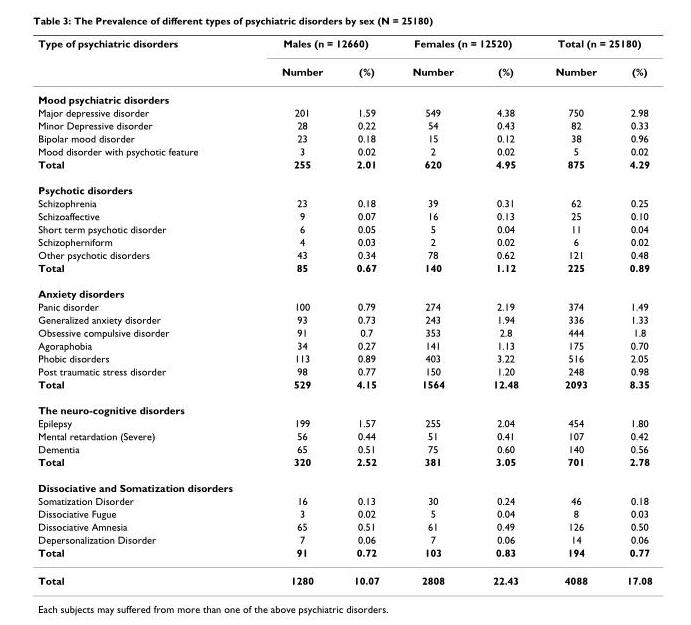 Table 3: The Prevalence of different types of psychiatric disorders by sex (N = 25180)
Type of psychiatric disorders Males (n = 12660) Females (n = 12520) Total (n = 25180)
Number (%) Number (%) Number (%)
Mood psychiatric disorders
Major depressive disorder 201 1.59 549 4.38 750 2.98
Minor Depressive disorder 28 0.22 54 0.43 82 0.33
Bipolar mood disorder 23 0.18 15 0.12 38 0.96
Mood disorder with psychotic feature 3 0.02 2 0.02 5 0.02
Total 255 2.01 620 4.95 875 4.29
Psychotic disorders
Schizophrenia 23 0.18 39 0.31 62 0.25
Schizoaffective 9 0.07 16 0.13 25 0.10
Short term psychotic disorder 6 0.05 5 0.04 11 0.04
Schizopherniform 4 0.03 2 0.02 6 0.02
Other psychotic disorders 43 0.34 78 0.62 121 0.48
Total 85 0.67 140 1.12 225 0.89
Anxiety disorders
Panic disorder 100 0.79 274 2.19 374 1.49
Generalized anxiety disorder 93 0.73 243 1.94 336 1.33
Obsessive compulsive disorder 91 0.7 353 2.8 444 1.8
Agoraphobia 34 0.27 141 1.13 175 0.70
Phobic disorders 113 0.89 403 3.22 516 2.05
Post traumatic stress disorder 98 0.77 150 1.20 248 0.98
Total 529 4.15 1564 12.48 2093 8.35
The neuro-cognitive disorders
Epilepsy 199 1.57 255 2.04 454 1.80
Mental retardation (Severe) 56 0.44 51 0.41 107 0.42
Dementia 65 0.51 75 0.60 140 0.56
Total 320 2.52 381 3.05 701 2.78
Dissociative and Somatization disorders
Somatization Disorder 16 0.13 30 0.24 46 0.18
Dissociative Fugue 3 0.02 5 0.04 8 0.03
Dissociative Amnesia 65 0.51 61 0.49 126 0.50
Depersonalization Disorder 7 0.06 7 0.06 14 0.06
Total 91 0.72 103 0.83 194 0.77
Total 1280 10.07 2808 22.43 4088 17.08
Each subjects may suffered from more than one of the above psychiatric disorders.